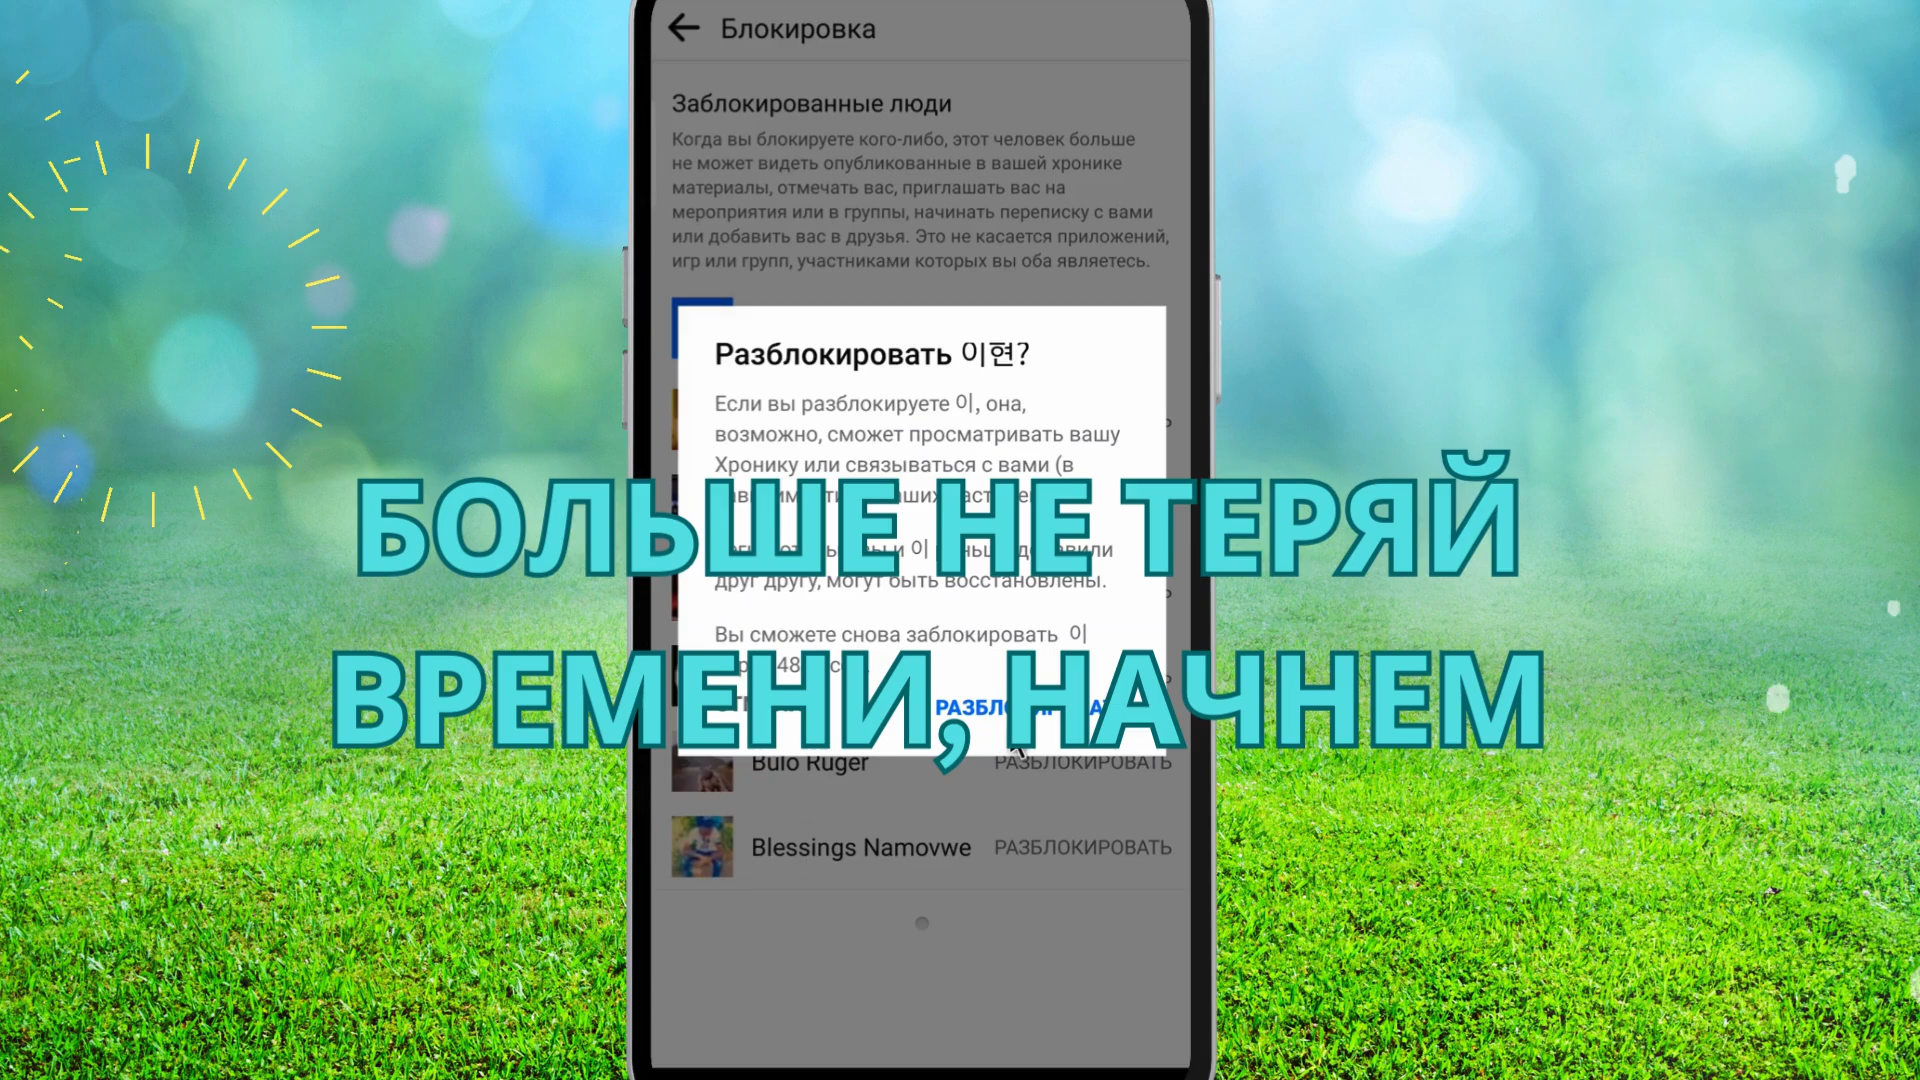 Блокировка
Заблокированные люди
Когда вы блокируете кого-либо, этот человек больше
не может видеть опубликованные в вашей хронике
материалы, отмечать вас, приглашать вас на
мероприятия или в группы, начинать переписку с вами
или добавить вас в друзья. Это не касается приложений,
игр или групп, участниками которых вы оба являетесь.
Разблокировать 이현?
Если вы разблокируете 이, она,
возможно, сможет просматривать вашу
Хронику или связываться с вами (в
БОЛЬШЕ НЕ ТЕРЯЙ
и 이
друг другу, могут быть восстановлены.
Вы сможете снова заблокировать 이
48
ВРЕМЕНИ, НАЧНЕМ
Bulo Ruger РАЗБЛОКИРОВАТЬ
Blessings Namovwe РАЗБЛОКИРОВАТЬ